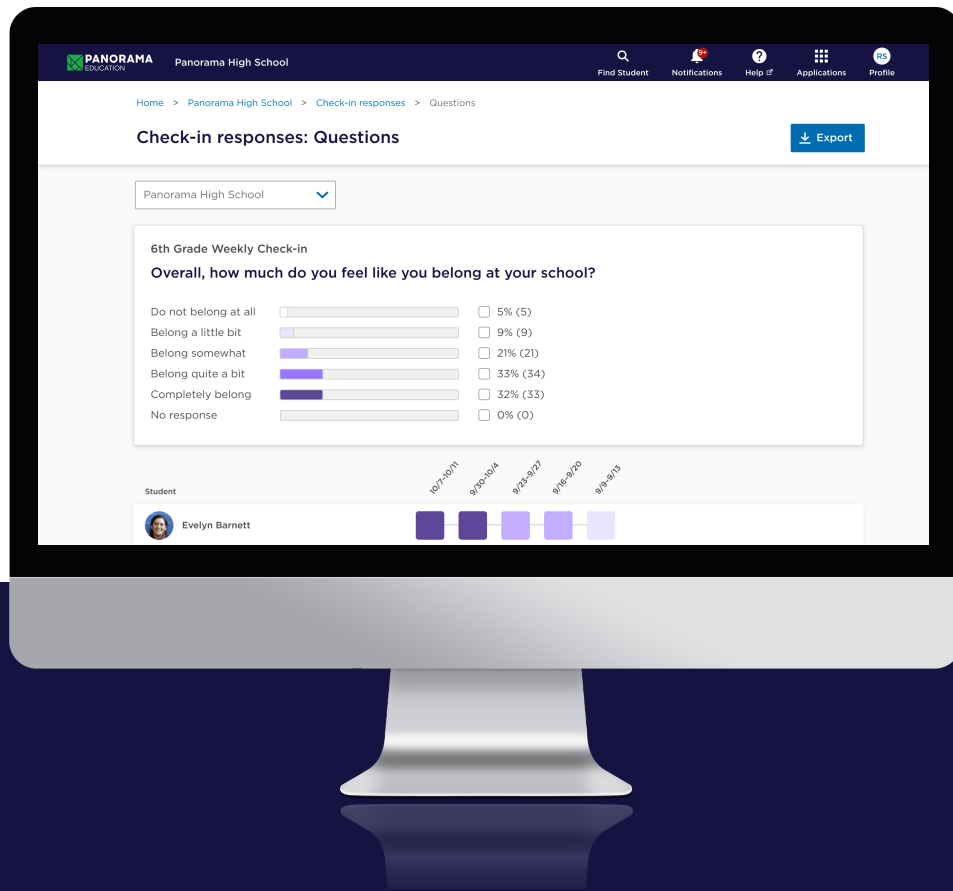 PANORAMA
EDUCATION
Panorama High School
Find Student
9+
Notifications
?
Help
Applications
RS
Profile
Home > Panorama High School > Check-in responses > Questions
Check-in responses: Questions
Export
Panorama High School
6th Grade Weekly Check-in
Overall, how much do you feel like you belong at your school?
Do not belong at all 5% (5)
Belong a little bit 9% (9)
Belong somewhat 21% (21)
Belong quite a bit 33% (34)
Completely belong 32% (33)
No response 0% (0)
Student 10/7-10/11 9/30-10/4 9/23-9/27 9/16-9/20 9/9-9/13
Evelyn Barnett